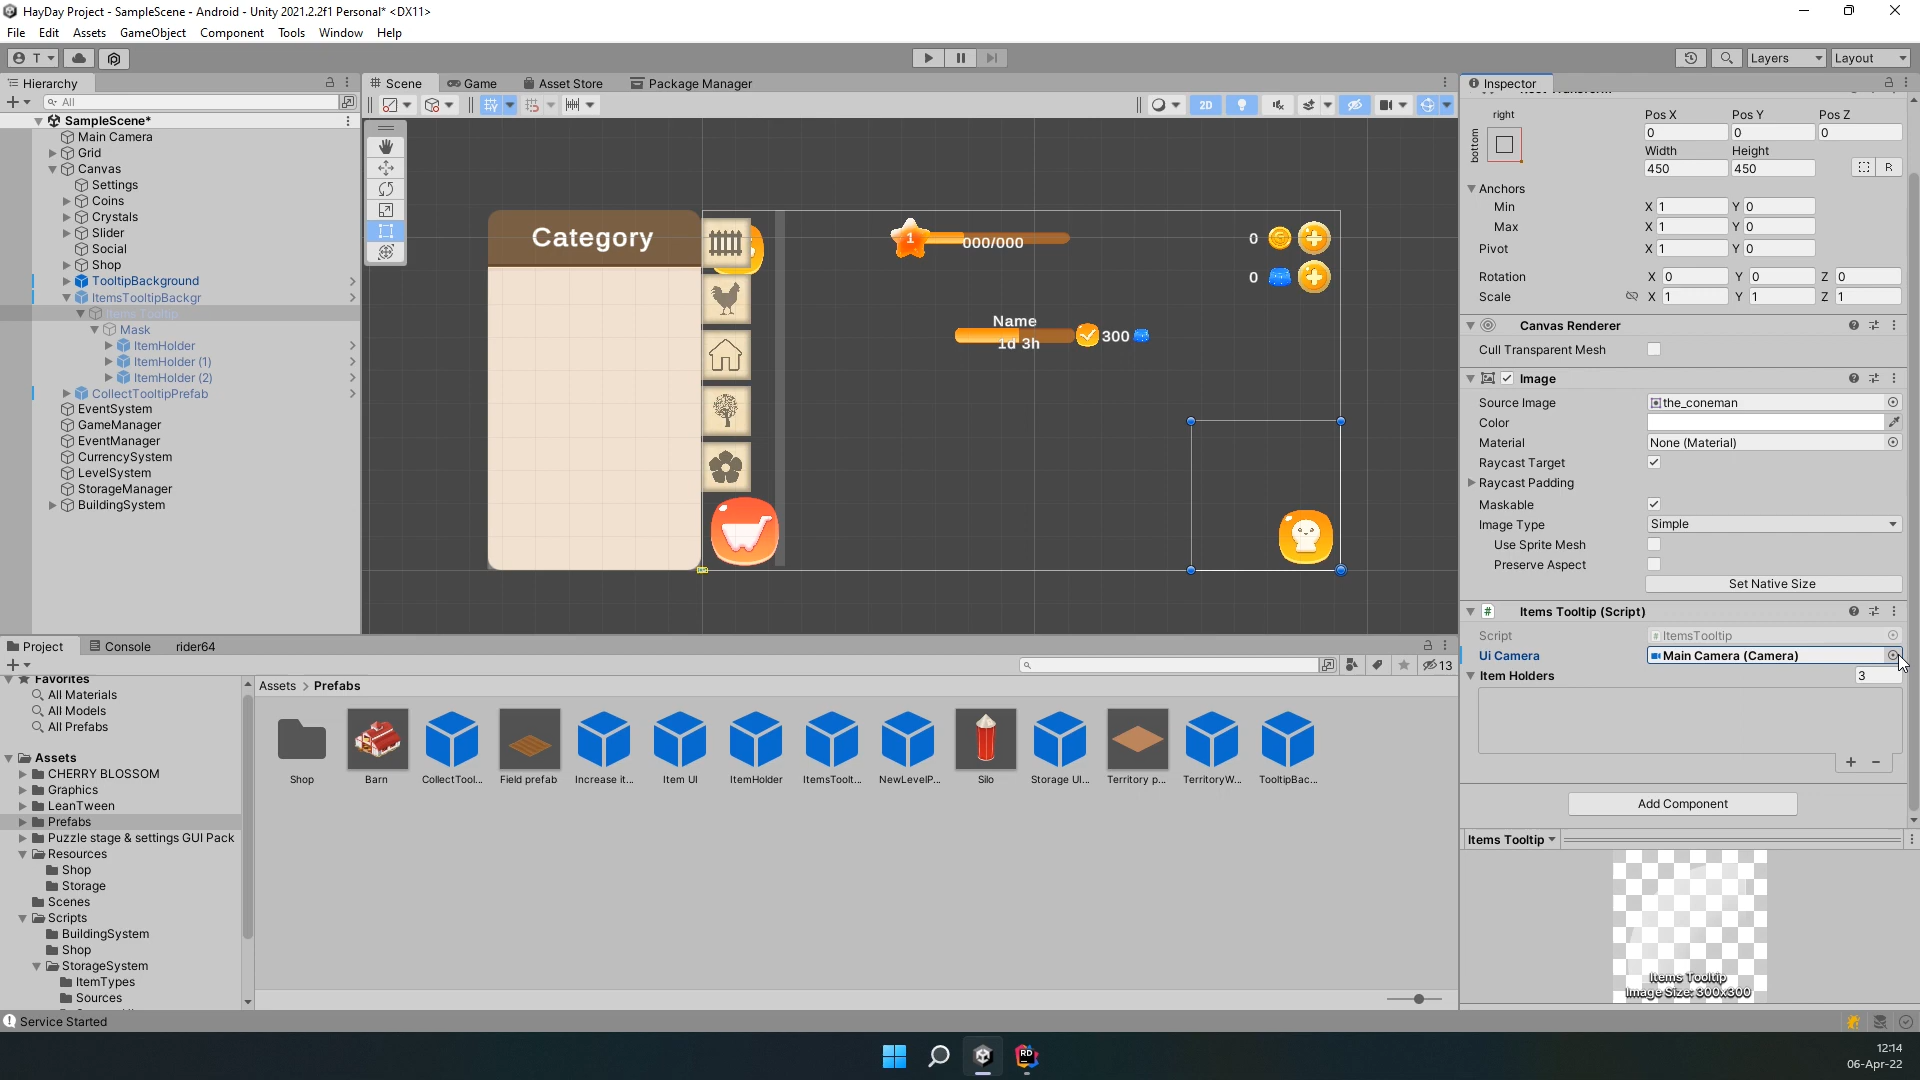 HayDay Project - SampleScene - Android - Unity 2021.2.2f1 Personal* <DX11>
File Edit Assets GameObject Component Tools Window Help
T
Layers
Layout
Hierarchy
All
SampleScene*
Main Camera
Grid
Canvas
Settings
Coins
Crystals
Slider
Social
Shop
TooltipBackground
ItemsTooltipBackgr
Items Tooltip
Mask
ItemHolder
ItemHolder (1)
ItemHolder (2)
CollectTooltipPrefab
EventSystem
GameManager
EventManager
CurrencySystem
LevelSystem
StorageManager
BuildingSystem
Scene Game Asset Store Package Manager
2D
Category
1
000/000
0
0
Name
1d 3h
300
Inspector
right
bottom
Pos X Pos Y Pos Z
0 0 0
Width Height
450 450
R
Anchors
Min X 1 Y 0
Max X 1 Y 0
Pivot X 1 Y 0
Rotation X 0 Y 0 Z 0
Scale X 1 Y 1 Z 1
Canvas Renderer
Cull Transparent Mesh
Image
Source Image the_coneman
Color
Material None (Material)
Raycast Target
Raycast Padding
Maskable
Image Type Simple
Use Sprite Mesh
Preserve Aspect
Set Native Size
# Items Tooltip (Script)
Script # ItemsTooltip
Ui Camera Main Camera (Camera)
Item Holders 3
Add Component
Items Tooltip
Items Tooltip
Image Size: 300x300
Project Console rider64
13
Favorites
All Materials
All Models
All Prefabs
Assets
CHERRY BLOSSOM
Graphics
LeanTween
Prefabs
Puzzle stage & settings GUI Pack
Resources
Shop
Storage
Scenes
Scripts
BuildingSystem
Shop
StorageSystem
ItemTypes
Sources
Assets > Prefabs
Shop Barn CollectTool... Field prefab Increase it... Item UI ItemHolder ItemsToolt... NewLevelP... Silo Storage UI... Territory p... TerritoryW... TooltipBac...
Service Started
RD
12:14
06-Apr-22